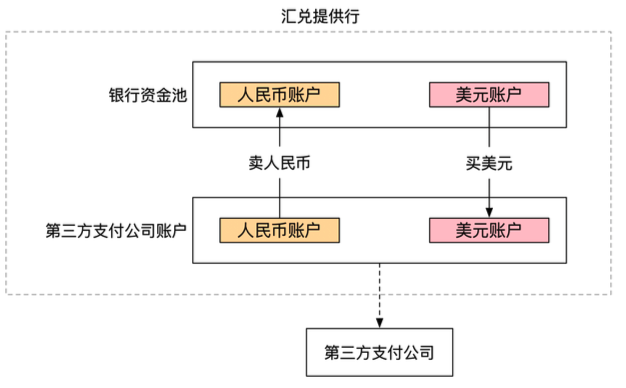 汇兑提供行
银行资金池
人民币账户
美元账户
卖人民币
买美元
第三方支付公司账户
人民币账户
美元账户
第三方支付公司